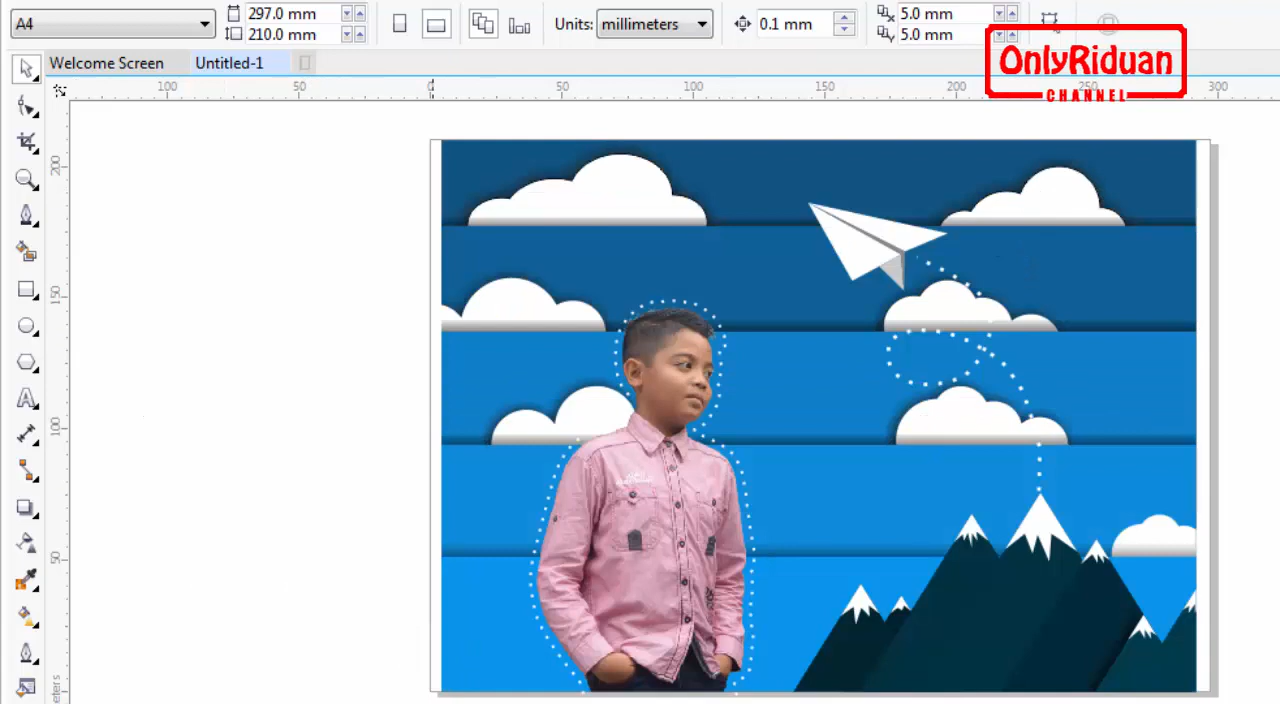 A4
297.0 mm
210.0 mm
Units:
millimeters
0.1 mm
5.0 mm
5.0 mm
OnlyRiduan
CHANNEL
Welcome Screen
Untitled-1
100
50
0
50
100
150
200
250
300
200
150
100
50